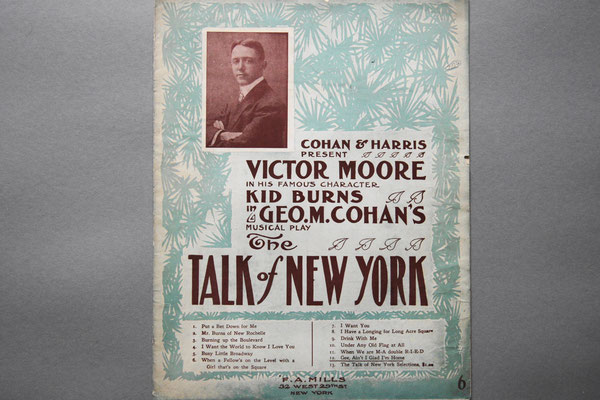 COHAN & HARRIS
PRESENT
VICTOR MOORE
IN HIS FAMOUS CHARACTER
KID BURNS
IN
GEO. M. COHAN'S
MUSICAL PLAY
The
TALK of NEW YORK
1. Put a Bet Down for Me
2. Mr. Burns of New Rochelle
3. Burning up the Boulevard
4. I Want the World to Know I Love You
5. Busy Little Broadway
6. When a Fellow's on the Level with a
Girl that's on the Square
7. I Want You
8. I Have a Longing for Long Acre Square
9. Drink With Me
10. Under Any Old Flag at All
11. When We are M-A double R-I-E-D
12. Gee, Ain't I Glad I'm Home
13. The Talk of New York Selections, $1.00
F. A. MILLS
32 WEST 29TH ST
NEW YORK
6